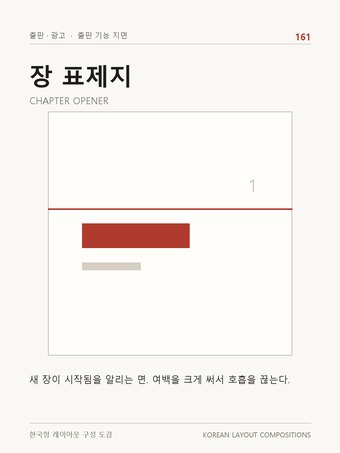 출판 · 광고 · 출판 기능 지면
161
장 표제지
CHAPTER OPENER
1
새 장이 시작됨을 알리는 면. 여백을 크게 써서 호흡을 끊는다.
한국형 레이아웃 구성 도감
KOREAN LAYOUT COMPOSITIONS